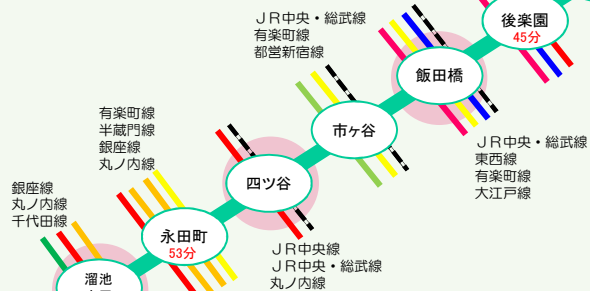 後楽園
45分
ＪＲ中央・総武線
有楽町線
都営新宿線
飯田橋
ＪＲ中央・総武線
東西線
有楽町線
大江戸線
市ヶ谷
有楽町線
半蔵門線
銀座線
丸ノ内線
四ツ谷
ＪＲ中央線
ＪＲ中央・総武線
丸ノ内線
銀座線
丸ノ内線
千代田線
永田町
53分
溜池